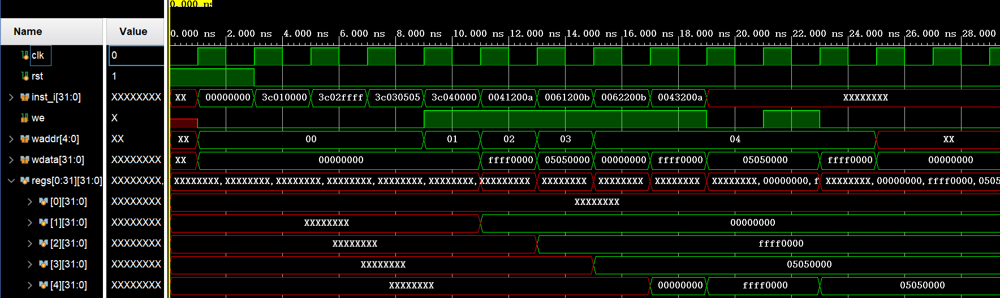 0.000 ns
Name Value 0.000 ns 2.000 ns 4.000 ns 6.000 ns 8.000 ns 10.000 ns 12.000 ns 14.000 ns 16.000 ns 18.000 ns 20.000 ns 22.000 ns 24.000 ns 26.000 ns 28.000
clk 0
rst 1
inst_i[31:0] XXXXXXXX XX 00000000 3c010000 3c02ffff 3c030505 3c040000 0041200a 0061200b 0062200b 0043200a XXXXXXXX
we X
waddr[4:0] XX XX 00 01 02 03 04 XX
wdata[31:0] XXXXXXXX XX 00000000 ffff0000 05050000 00000000 ffff0000 05050000 ffff0000 00000000
regs[0:31][31:0] XXXXXXXX, XXXXXXXX,XXXXXXXX,XXXXXXXX,XXXXXXXX,XXXXXXXX,XXXXXXXX,X XXXXXXXX XXXXXXXX XXXXXXXX XXXXXXXX XXXXXXXX,00000000,f XXXXXXXX,00000000,ffff0000,0505
[0][31:0] XXXXXXXX XXXXXXXX
[1][31:0] XXXXXXXX XXXXXXXX 00000000
[2][31:0] XXXXXXXX XXXXXXXX ffff0000
[3][31:0] XXXXXXXX XXXXXXXX 05050000
[4][31:0] XXXXXXXX XXXXXXXX 00000000 ffff0000 05050000